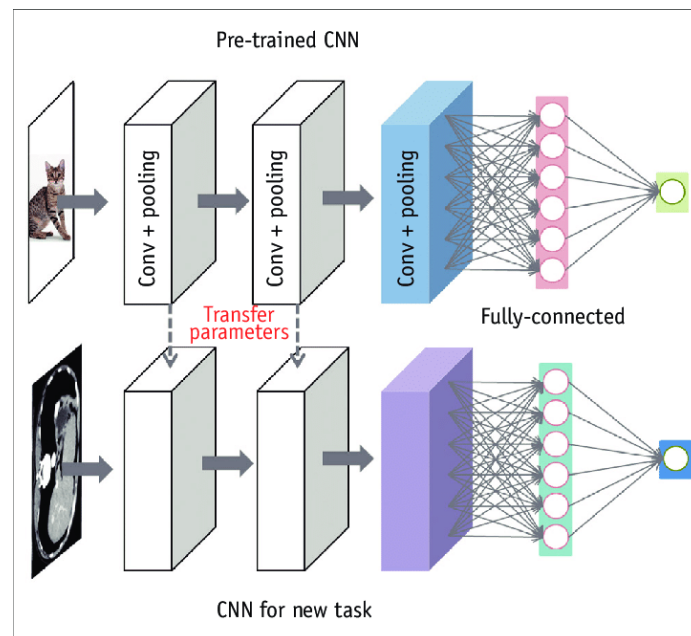 Pre-trained CNN
Conv + pooling
Conv + pooling
Conv + pooling
Transfer
parameters
Fully-connected
CNN for new task